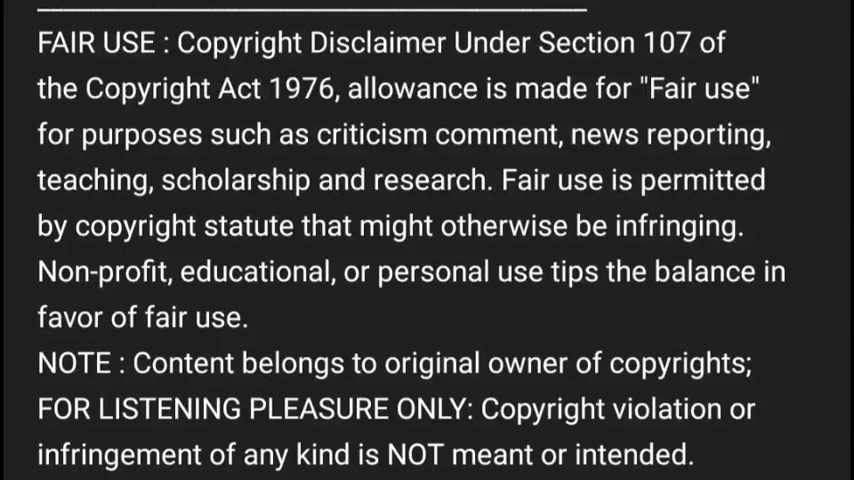 FAIR USE : Copyright Disclaimer Under Section 107 of
the Copyright Act 1976, allowance is made for "Fair use"
for purposes such as criticism comment, news reporting,
teaching, scholarship and research. Fair use is permitted
by copyright statute that might otherwise be infringing.
Non-profit, educational, or personal use tips the balance in
favor of fair use.
NOTE : Content belongs to original owner of copyrights;
FOR LISTENING PLEASURE ONLY: Copyright violation or
infringement of any kind is NOT meant or intended.